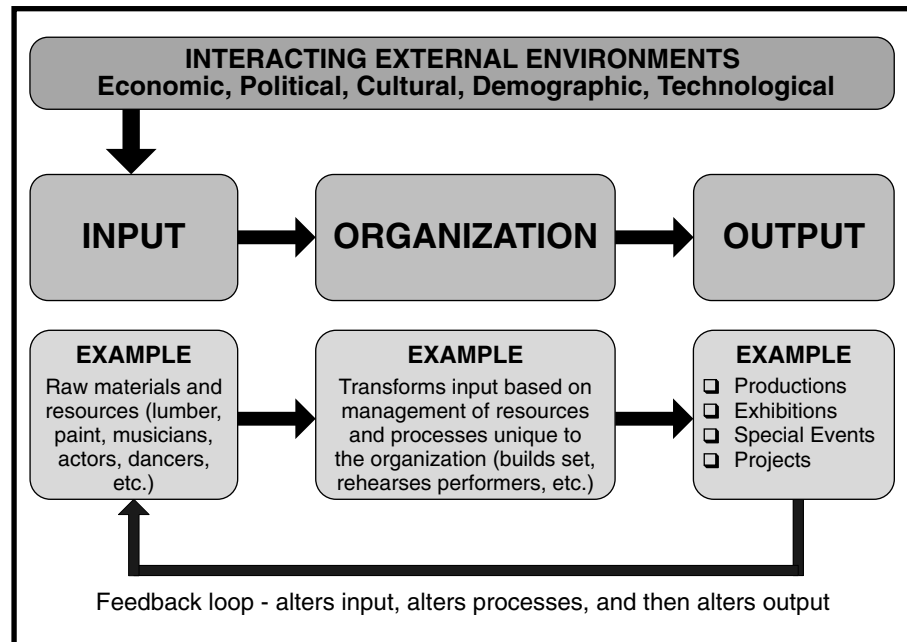 INTERACTING EXTERNAL ENVIRONMENTS
Economic, Political, Cultural, Demographic, Technological
INPUT
ORGANIZATION
OUTPUT
EXAMPLE
Raw materials and
resources (lumber,
paint, musicians,
actors, dancers,
etc.)
EXAMPLE
Transforms input based on
management of resources
and processes unique to
the organization (builds set,
rehearses performers, etc.)
EXAMPLE
❑ Productions
❑ Exhibitions
❑ Special Events
❑ Projects
Feedback loop - alters input, alters processes, and then alters output